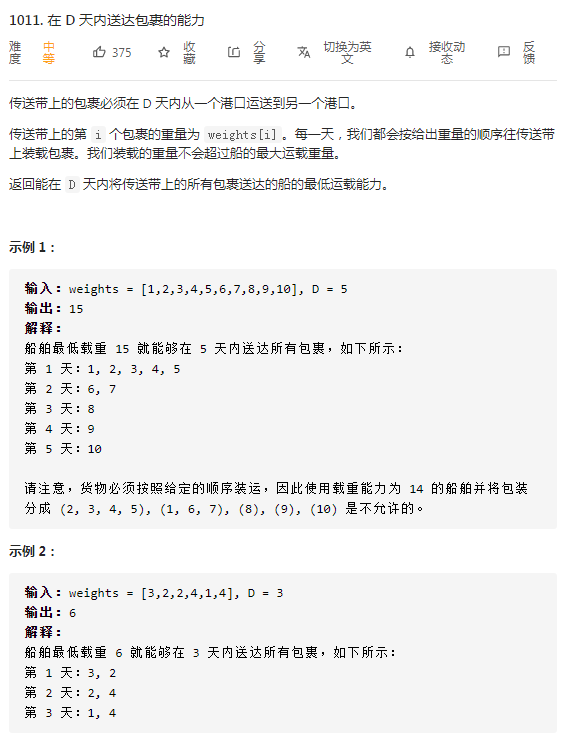 1011. 在 D 天内送达包裹的能力
难度 中等 375 收藏 分享 切换为英文 接收动态 反馈
传送带上的包裹必须在 D 天内从一个港口运送到另一个港口。
传送带上的第 i 个包裹的重量为 weights[i]。每一天，我们都会按给出重量的顺序往传送带
上装载包裹。我们装载的重量不会超过船的最大运载重量。
返回能在 D 天内将传送带上的所有包裹送达的船的最低运载能力。
示例 1：
输入：weights = [1,2,3,4,5,6,7,8,9,10], D = 5
输出：15
解释：
船舶最低载重 15 就能够在 5 天内送达所有包裹，如下所示：
第 1 天：1, 2, 3, 4, 5
第 2 天：6, 7
第 3 天：8
第 4 天：9
第 5 天：10
请注意，货物必须按照给定的顺序装运，因此使用载重能力为 14 的船舶并将包装
分成 (2, 3, 4, 5), (1, 6, 7), (8), (9), (10) 是不允许的。
示例 2：
输入：weights = [3,2,2,4,1,4], D = 3
输出：6
解释：
船舶最低载重 6 就能够在 3 天内送达所有包裹，如下所示：
第 1 天：3, 2
第 2 天：2, 4
第 3 天：1, 4